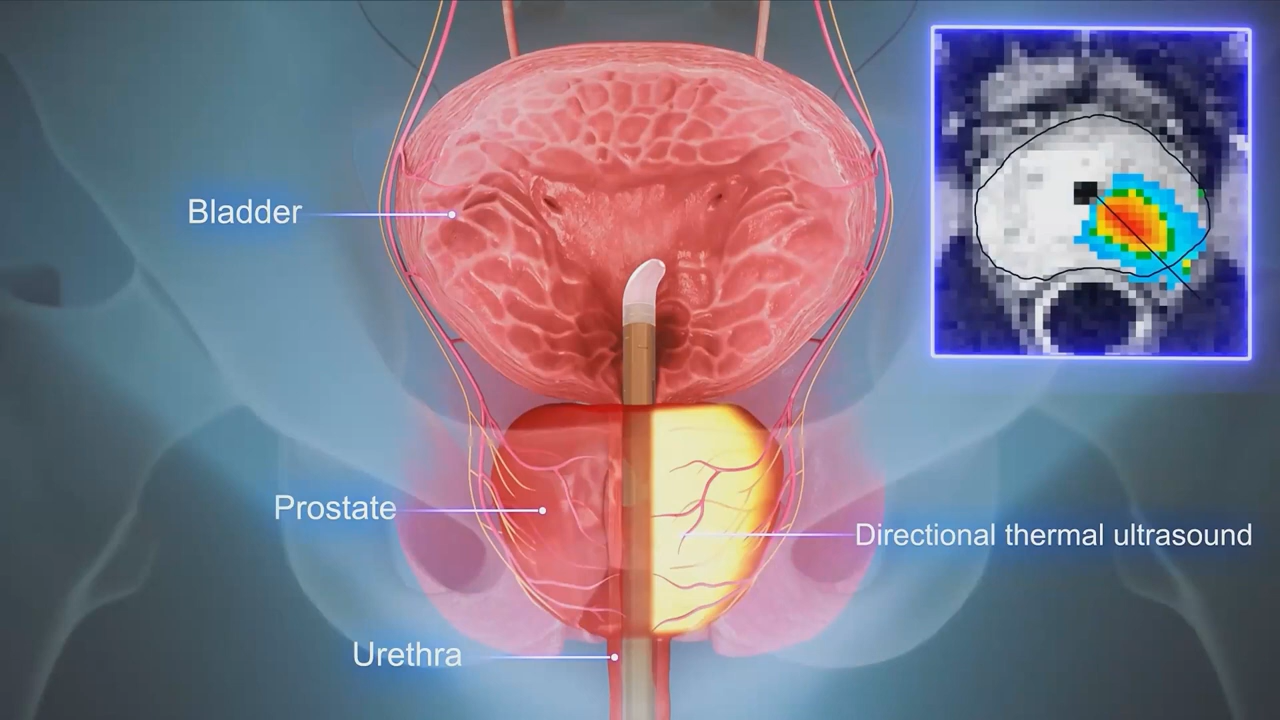 Bladder
Prostate
Directional thermal ultrasound
Urethra